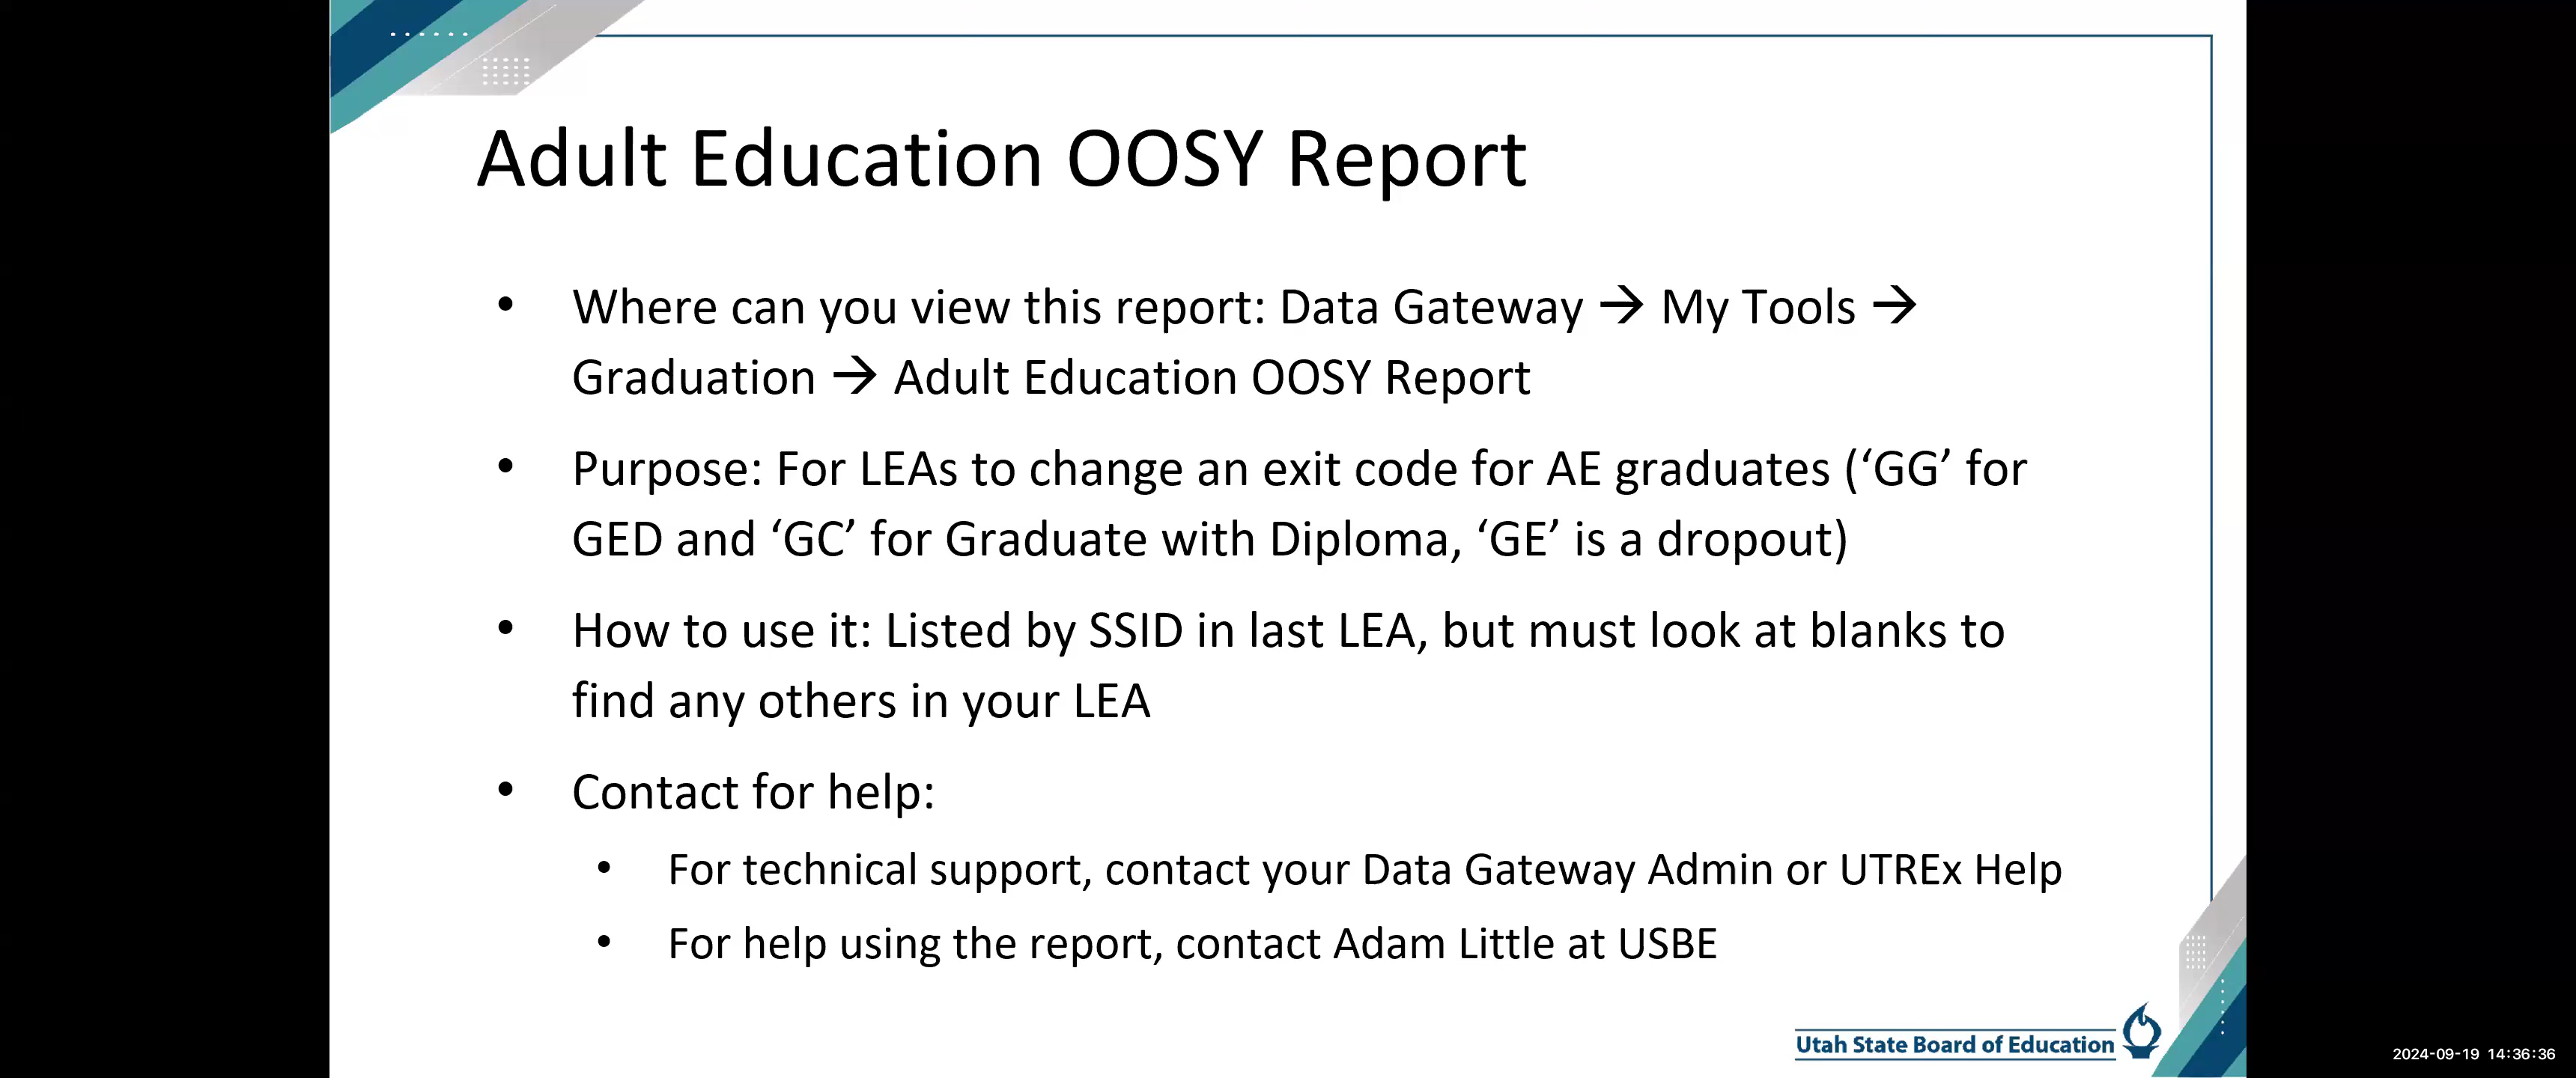 Adult Education OOSY Report
• Where can you view this report: Data Gateway → My Tools →
Graduation → Adult Education OOSY Report
• Purpose: For LEAs to change an exit code for AE graduates (‘GG’ for
GED and ‘GC’ for Graduate with Diploma, ‘GE’ is a dropout)
• How to use it: Listed by SSID in last LEA, but must look at blanks to
find any others in your LEA
• Contact for help:
• For technical support, contact your Data Gateway Admin or UTREx Help
• For help using the report, contact Adam Little at USBE
Utah State Board of Education
2024-09-19 14:36:36